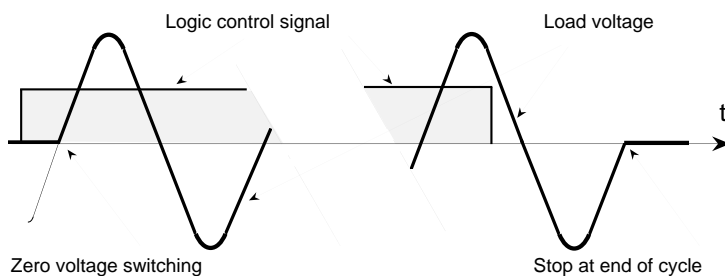 Logic control signal
Load voltage
t
Zero voltage switching
Stop at end of cycle